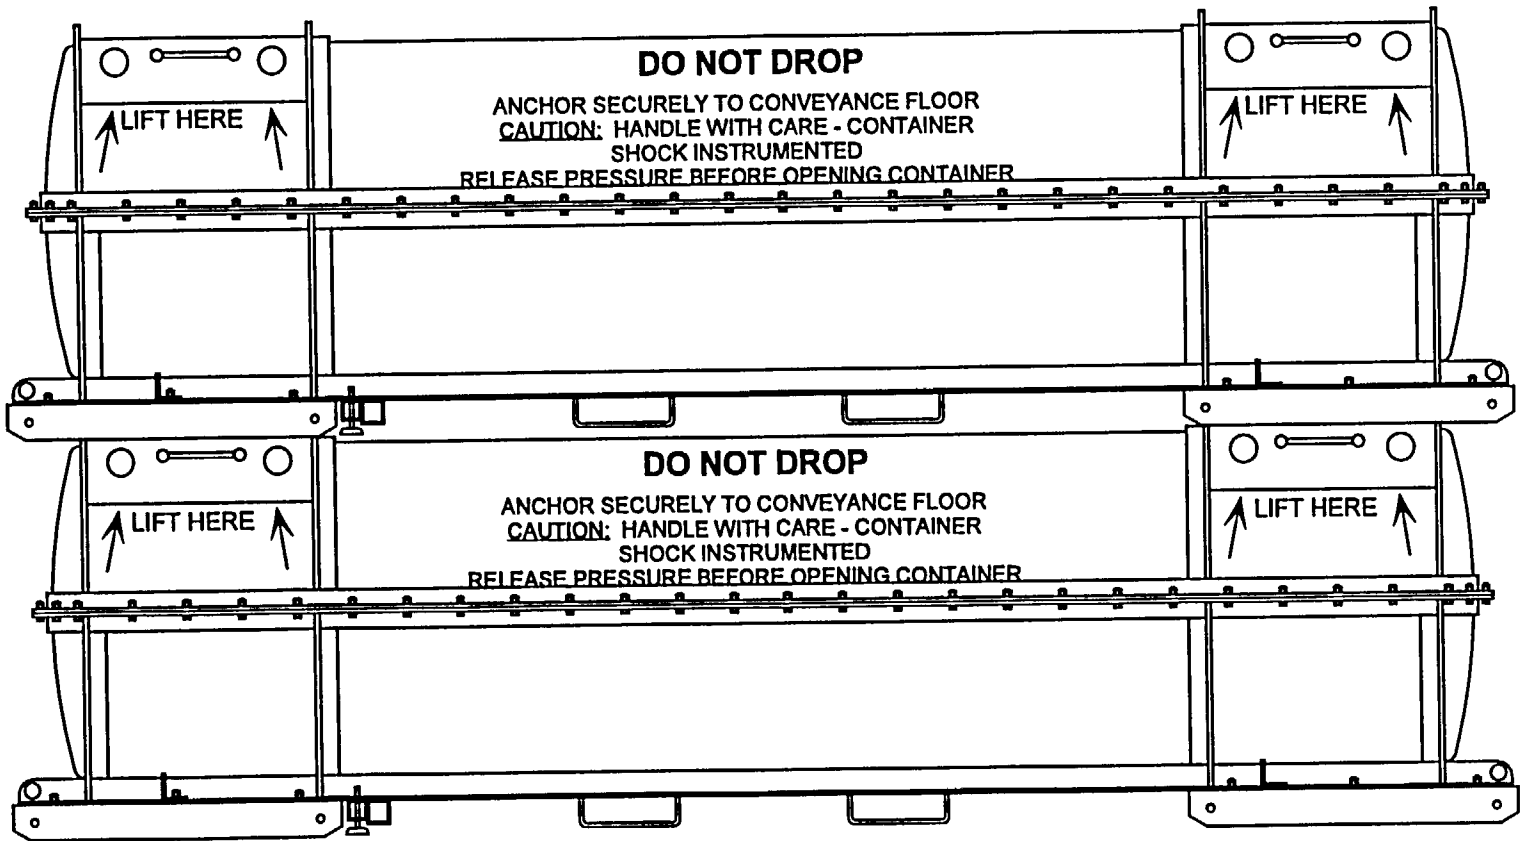 DO NOT DROP
ANCHOR SECURELY TO CONVEYANCE FLOOR
CAUTION: HANDLE WITH CARE - CONTAINER
SHOCK INSTRUMENTED
RELEASE PRESSURE BEFORE OPENING CONTAINER
LIFT HERE
LIFT HERE
DO NOT DROP
ANCHOR SECURELY TO CONVEYANCE FLOOR
CAUTION: HANDLE WITH CARE - CONTAINER
SHOCK INSTRUMENTED
RELEASE PRESSURE BEFORE OPENING CONTAINER
LIFT HERE
LIFT HERE